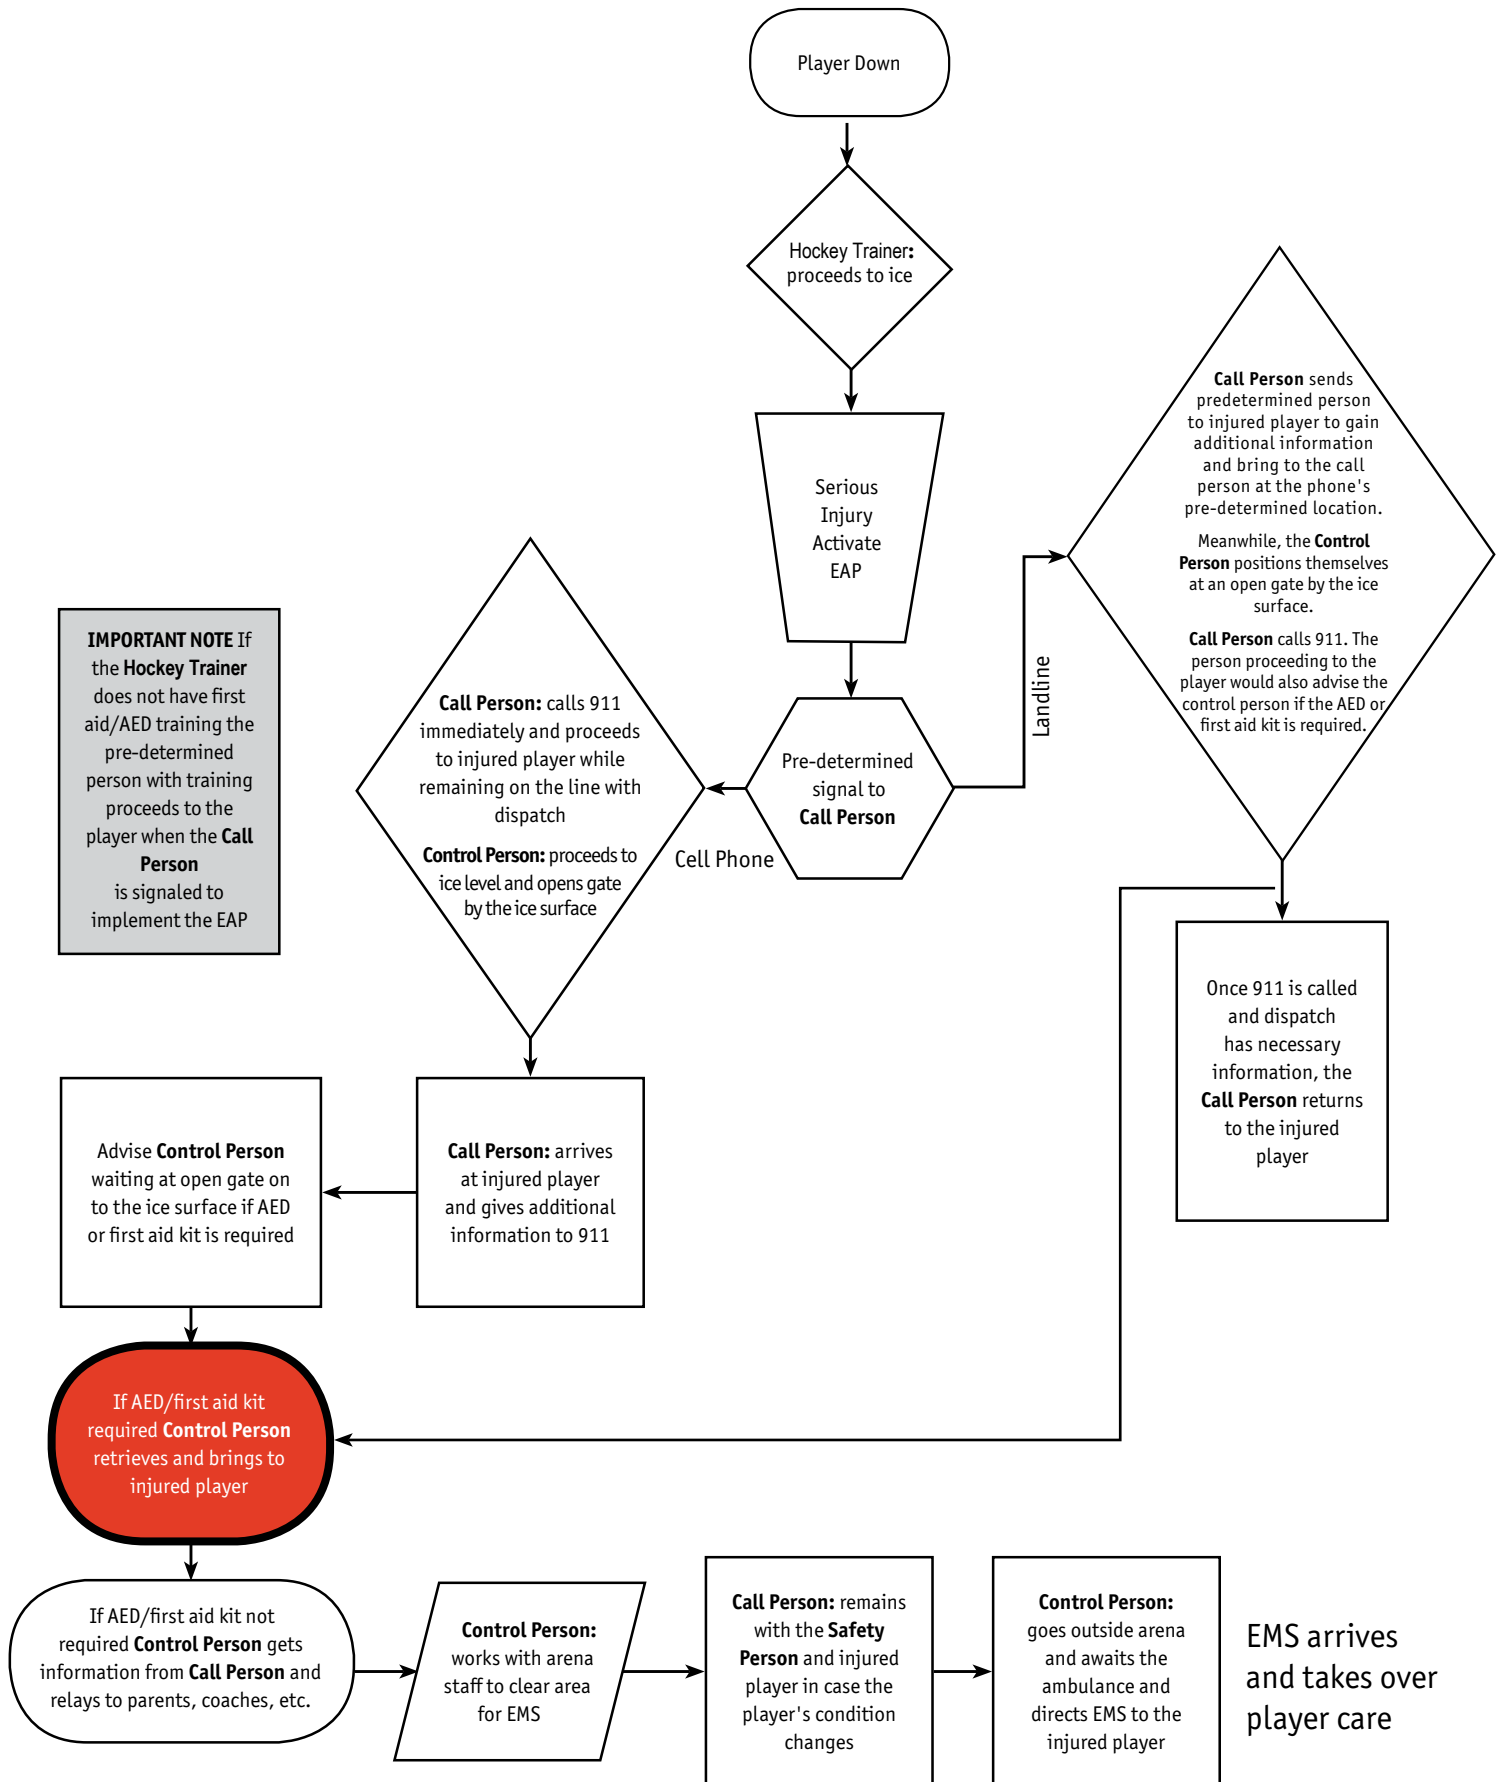 Player Down
Hockey Trainer:
proceeds to ice
Serious
Injury
Activate
EAP
Pre-determined
signal to
Call Person
Cell Phone
Landline
Call Person sends
predetermined person
to injured player to gain
additional information
and bring to the call
person at the phone's
pre-determined location.
Meanwhile, the Control
Person positions themselves
at an open gate by the ice
surface.
Call Person calls 911. The
person proceeding to the
player would also advise the
control person if the AED or
first aid kit is required.
IMPORTANT NOTE If
the Hockey Trainer
does not have first
aid/AED training the
pre-determined
person with training
proceeds to the
player when the Call
Person
is signaled to
implement the EAP
Call Person: calls 911
immediately and proceeds
to injured player while
remaining on the line with
dispatch
Control Person: proceeds to
ice level and opens gate
by the ice surface
Once 911 is called
and dispatch
has necessary
information, the
Call Person returns
to the injured
player
Call Person: arrives
at injured player
and gives additional
information to 911
Advise Control Person
waiting at open gate on
to the ice surface if AED
or first aid kit is required
If AED/first aid kit
required Control Person
retrieves and brings to
injured player
If AED/first aid kit not
required Control Person gets
information from Call Person and
relays to parents, coaches, etc.
Control Person:
works with arena
staff to clear area
for EMS
Call Person: remains
with the Safety
Person and injured
player in case the
player's condition
changes
Control Person:
goes outside arena
and awaits the
ambulance and
directs EMS to the
injured player
EMS arrives
and takes over
player care